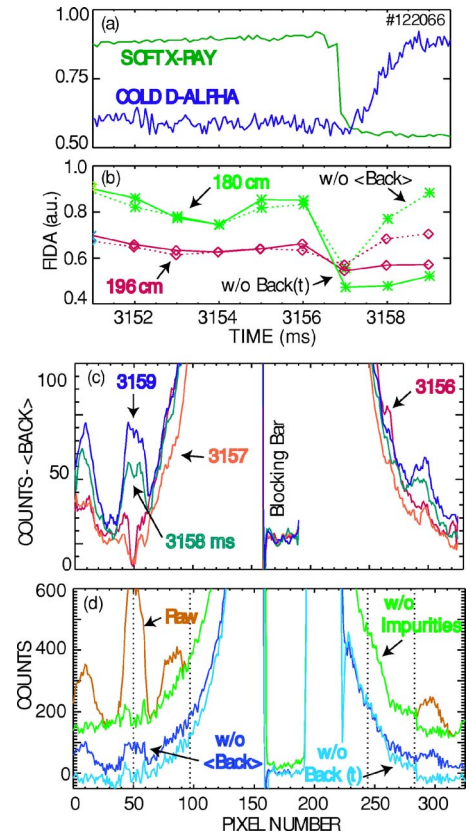 (a) #122066
1.00
SOFT X-RAY
0.75
COLD D-ALPHA
0.50
1.0
(b) w/o <Back>
180 cm
0.8
FIDA (a.u.)
0.6
196 cm w/o Back(t)
0.4
3152 3154 3156 3158
TIME (ms)
100
(c) 3159 3156
3157
COUNTS - <BACK>
50
Blocking Bar
3158 ms
0
600
(d) Raw w/o
Impurities
400
COUNTS
200
w/o
<Back>
w/o
Back (t)
0
0 50 100 150 200 250 300
PIXEL NUMBER